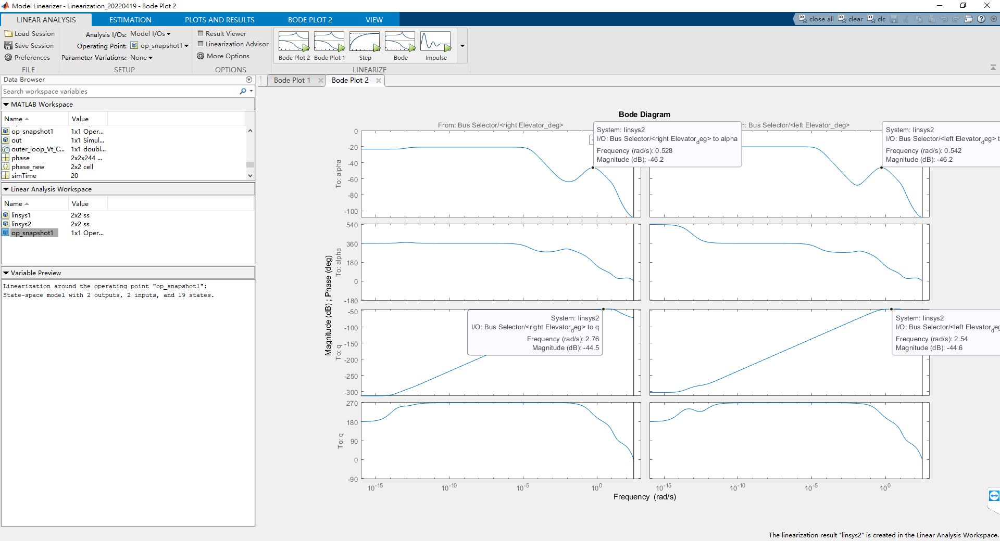 Model Linearizer - Linearization_20220419 - Bode Plot 2
LINEAR ANALYSIS
ESTIMATION
PLOTS AND RESULTS
BODE PLOT 2
VIEW
close all
clear
clc
Load Session
Save Session
Preferences
FILE
Analysis I/Os: Model I/Os
Operating Point: op_snapshot1
Parameter Variations: None
SETUP
Result Viewer
Linearization Advisor
More Options
OPTIONS
Bode Plot 2
Bode Plot 1
Step
Bode
Impulse
LINEARIZE
Data Browser
Search workspace variables
MATLAB Workspace
Name Value
op_snapshot1 1x1 Oper...
out 1x1 Simul...
outer_loop_Vt_C... 1x1 doubl...
phase 2x2x244 ...
phase_new 2x2 cell
simTime 20
Linear Analysis Workspace
Name Value
linsys1 2x2 ss
linsys2 2x2 ss
op_snapshot1 1x1 Oper...
Variable Preview
Linearization around the operating point "op_snapshot1":
State-space model with 2 outputs, 2 inputs, and 19 states.
Bode Plot 1
Bode Plot 2
Bode Diagram
From: Bus Selector/<right Elevator_deg>
m: Bus Selector/<left Elevator_deg>
System: linsys2
I/O: Bus Selector/<right Elevator_deg> to alpha
Frequency (rad/s): 0.528
Magnitude (dB): -46.2
System: linsys2
I/O: Bus Selector/<left Elevator_deg> t
Frequency (rad/s): 0.542
Magnitude (dB): -46.2
0
-20
-40
-60
-80
-100
To: alpha
540
360
180
0
-180
To: alpha
Magnitude (dB) ; Phase (deg)
-50
-100
-150
-200
-250
-300
To: q
System: linsys2
I/O: Bus Selector/<right Elevator_deg> to q
Frequency (rad/s): 2.76
Magnitude (dB): -44.5
System: linsys2
I/O: Bus Selector/<left Elevator_deg
Frequency (rad/s): 2.54
Magnitude (dB): -44.6
270
180
90
0
-90
To: q
10^-15 10^-10 10^-5 10^0
10^-15 10^-10 10^-5 10^0
Frequency (rad/s)
The linearization result "linsys2" is created in the Linear Analysis Workspace.